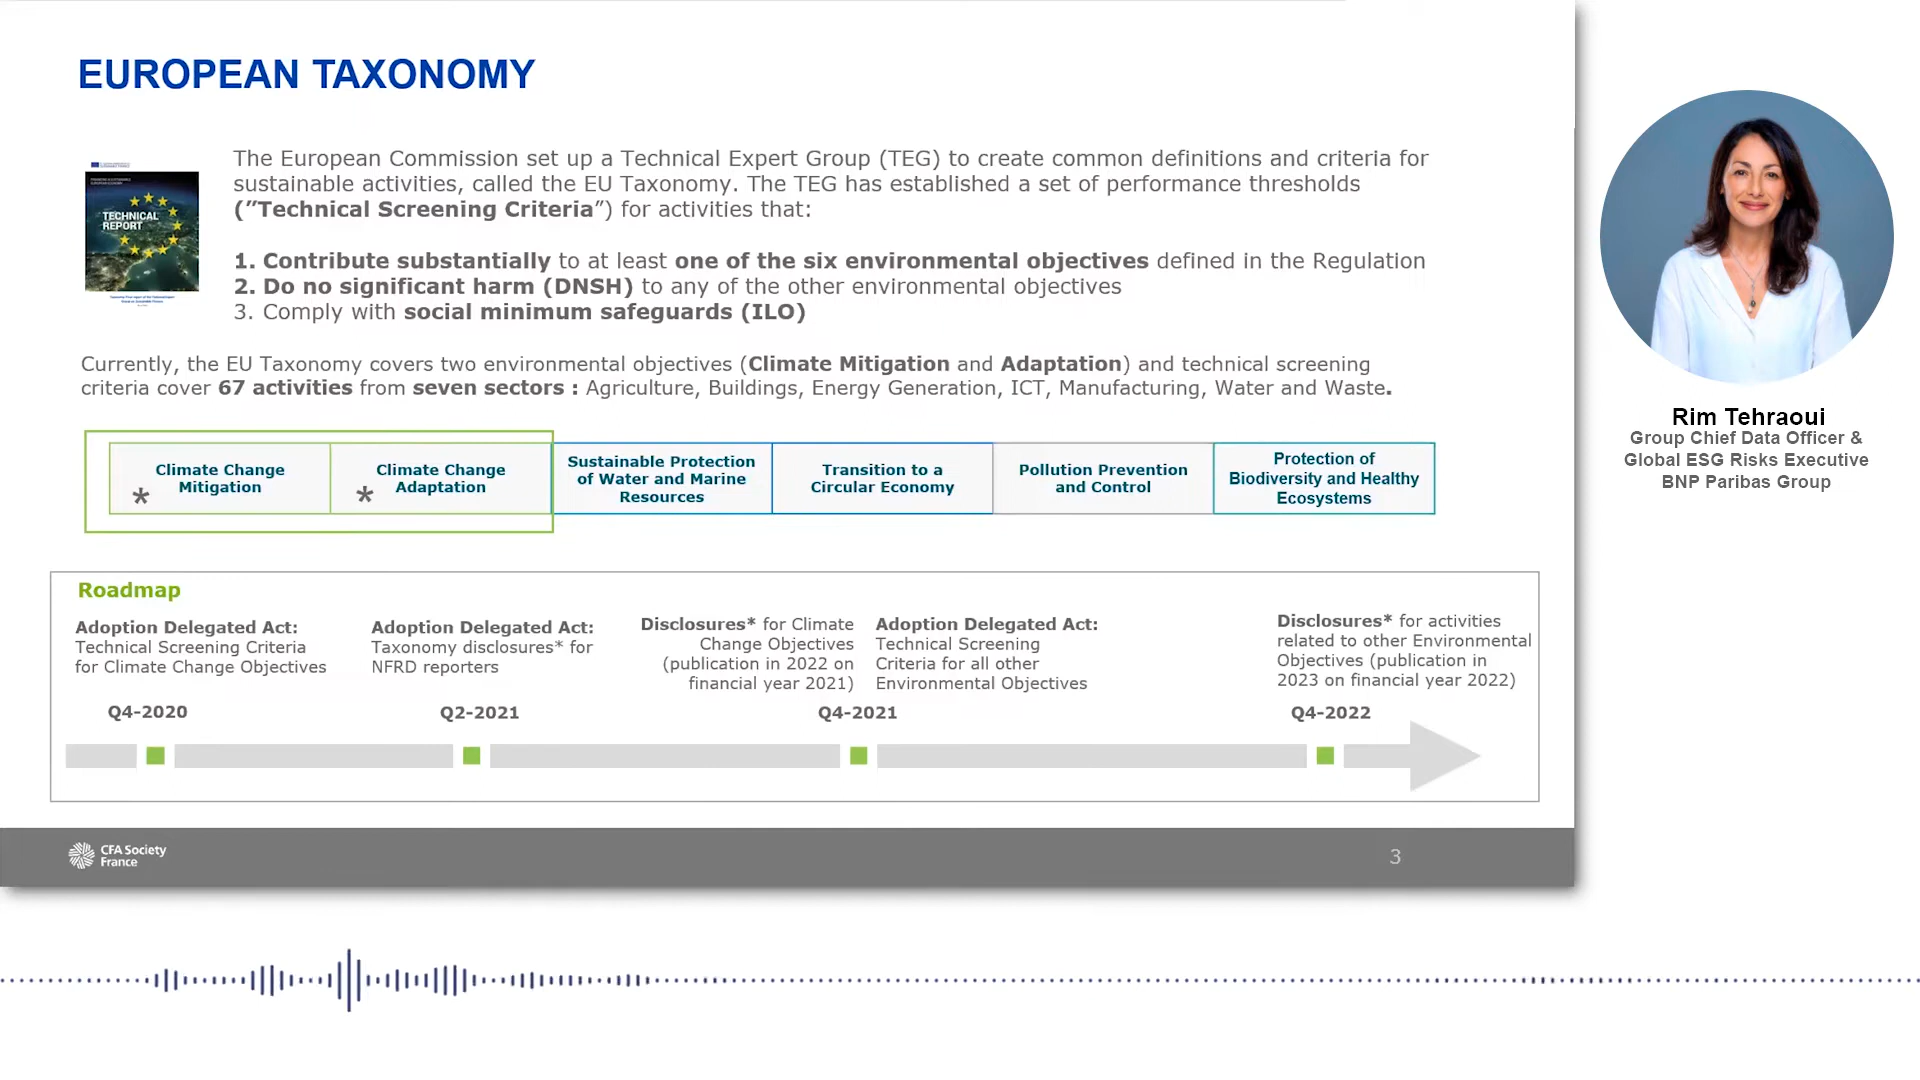 EUROPEAN TAXONOMY
TECHNICAL
REPORT
The European Commission set up a Technical Expert Group (TEG) to create common definitions and criteria for
sustainable activities, called the EU Taxonomy. The TEG has established a set of performance thresholds
(”Technical Screening Criteria”) for activities that:
1. Contribute substantially to at least one of the six environmental objectives defined in the Regulation
2. Do no significant harm (DNSH) to any of the other environmental objectives
3. Comply with social minimum safeguards (ILO)
Currently, the EU Taxonomy covers two environmental objectives (Climate Mitigation and Adaptation) and technical screening
criteria cover 67 activities from seven sectors : Agriculture, Buildings, Energy Generation, ICT, Manufacturing, Water and Waste.
Climate Change
Mitigation
*
Climate Change
Adaptation
*
Sustainable Protection
of Water and Marine
Resources
Transition to a
Circular Economy
Pollution Prevention
and Control
Protection of
Biodiversity and Healthy
Ecosystems
Roadmap
Adoption Delegated Act:
Technical Screening Criteria
for Climate Change Objectives
Q4-2020
Adoption Delegated Act:
Taxonomy disclosures* for
NFRD reporters
Q2-2021
Disclosures* for Climate
Change Objectives
(publication in 2022 on
financial year 2021)
Adoption Delegated Act:
Technical Screening
Criteria for all other
Environmental Objectives
Q4-2021
Disclosures* for activities
related to other Environmental
Objectives (publication in
2023 on financial year 2022)
Q4-2022
CFA Society
France
3
Rim Tehraoui
Group Chief Data Officer &
Global ESG Risks Executive
BNP Paribas Group